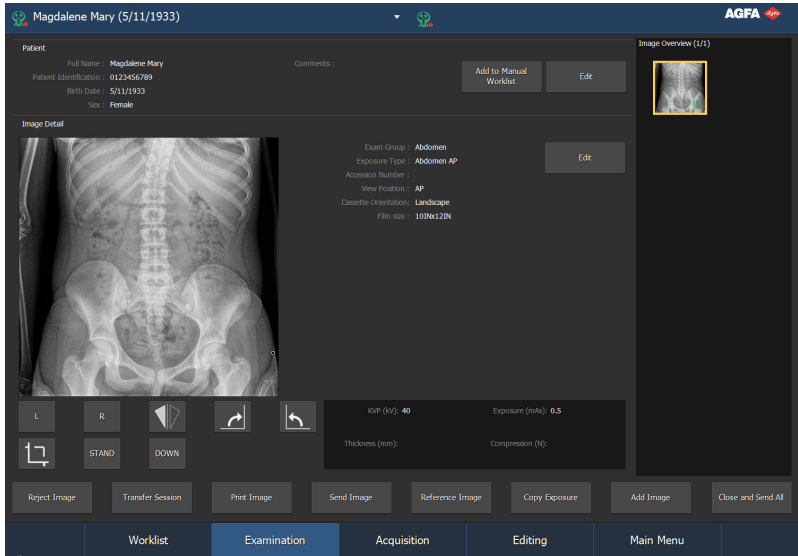 Magdalene Mary (5/11/1933)
AGFA
Patient
Full Name : Magdalene Mary
Comments :
Patient Identification : 0123456789
Birth Date : 5/11/1933
Sex : Female
Add to Manual
Worklist
Edit
Image Overview (1/1)
Image Detail
Exam Group : Abdomen
Exposure Type : Abdomen AP
Accession Number :
View Position : AP
Cassette Orientation: Landscape
Film size : 10INx12IN
Edit
L
R
STAND
DOWN
KVP (kV): 40
Exposure (mAs): 0.5
Thickness (mm):
Compression (N):
Reject Image
Transfer Session
Print Image
Send Image
Reference Image
Copy Exposure
Add Image
Close and Send All
Worklist
Examination
Acquisition
Editing
Main Menu